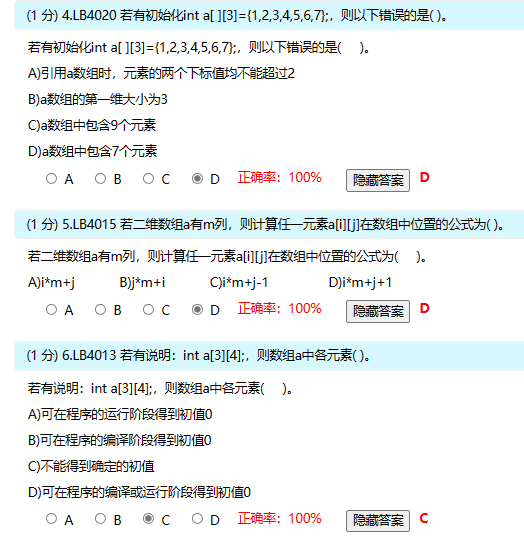 (1 分) 4.LB4020 若有初始化int a[ ][3]={1,2,3,4,5,6,7};，则以下错误的是( )。
若有初始化int a[ ][3]={1,2,3,4,5,6,7};，则以下错误的是( )。
A)引用a数组时，元素的两个下标值均不能超过2
B)a数组的第一维大小为3
C)a数组中包含9个元素
D)a数组中包含7个元素
A B C D 正确率：100% 隐藏答案 D
(1 分) 5.LB4015 若二维数组a有m列，则计算任一元素a[i][j]在数组中位置的公式为( )。
若二维数组a有m列，则计算任一元素a[i][j]在数组中位置的公式为( )。
A)i*m+j B)j*m+i C)i*m+j-1 D)i*m+j+1
A B C D 正确率：100% 隐藏答案 D
(1 分) 6.LB4013 若有说明：int a[3][4];，则数组a中各元素( )。
若有说明：int a[3][4];，则数组a中各元素( )。
A)可在程序的运行阶段得到初值0
B)可在程序的编译阶段得到初值0
C)不能得到确定的初值
D)可在程序的编译或运行阶段得到初值0
A B C D 正确率：100% 隐藏答案 C